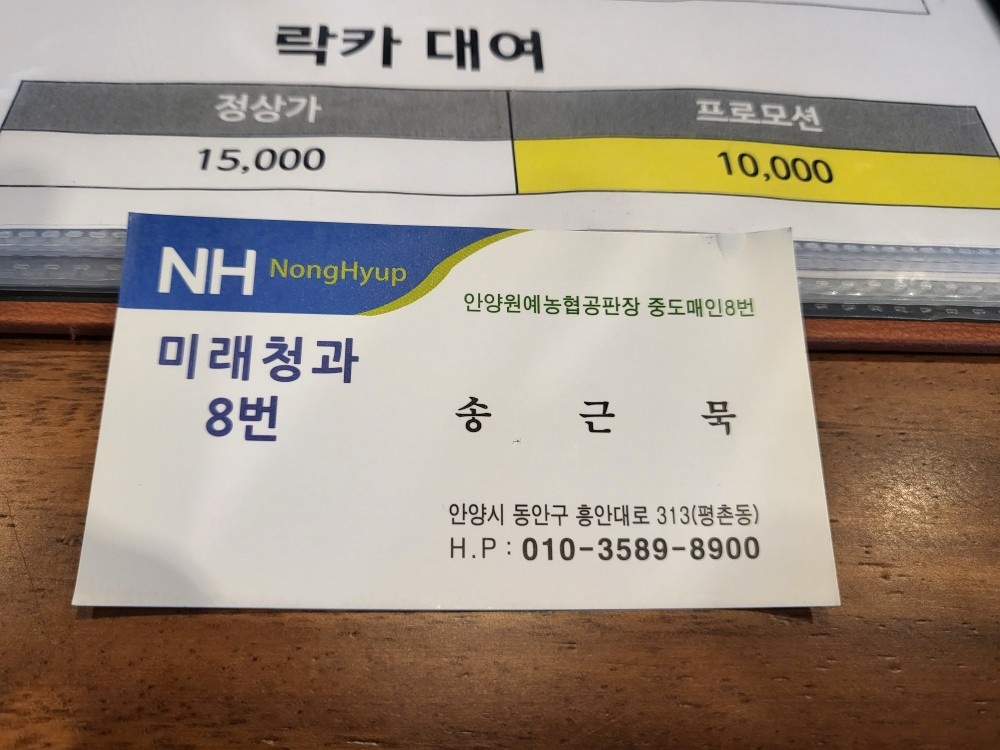 락카 대여
정상가 프로모션
15,000 10,000
NH NongHyup
안양원예농협공판장 중도매인8번
미래청과
8번
송 근 묵
안양시 동안구 흥안대로 313(평촌동)
H.P : 010-3589-8900